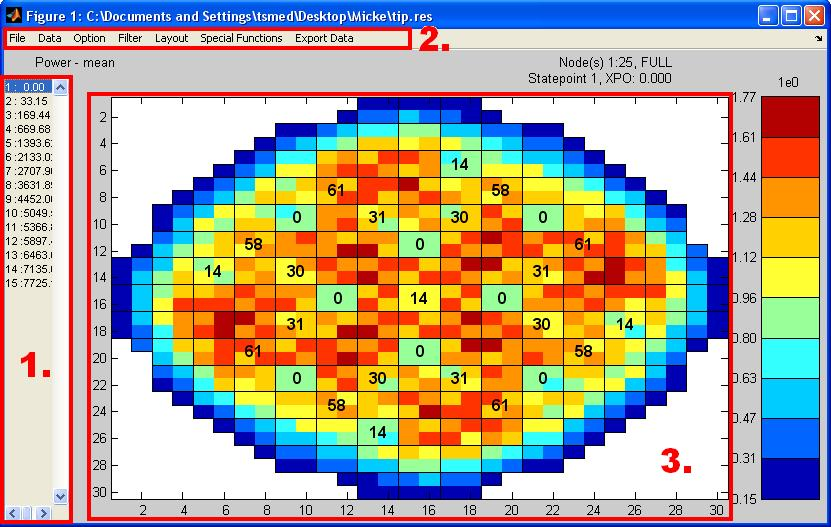 Figure 1: C:\Documents and Settings\tsmed\Desktop\Micke\tip.res
File Data Option Filter Layout Special Functions Export Data
2.
Power - mean
Node(s) 1:25, FULL
Statepoint 1, XPO: 0.000
1e0
1 : 0.00
2 : 33.15
3 :169.44
4 :669.68
5 :1393.6
6 :2133.0
7 :2707.9
8 :3631.8
9 :4452.0
10 :5049.
11 :5366.
12 :5897.
13 :6463.
14 :7135.
15 :7725.
1.
2
4
6
8
10
12
14
16
18
20
22
24
26
28
30
14
61 58
0 31 30 0
58 0 61
14 30 31
0 14 0
31 30 14
61 0 58
0 30 31 0
58 61
14
3.
2 4 6 8 10 12 14 16 18 20 22 24 26 28 30
1.77
1.61
1.44
1.28
1.12
0.96
0.80
0.63
0.47
0.31
0.15